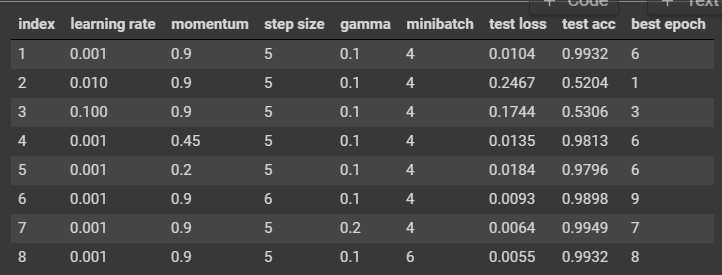 + Code + Text
index learning rate momentum step size gamma minibatch test loss test acc best epoch
1 0.001 0.9 5 0.1 4 0.0104 0.9932 6
2 0.010 0.9 5 0.1 4 0.2467 0.5204 1
3 0.100 0.9 5 0.1 4 0.1744 0.5306 3
4 0.001 0.45 5 0.1 4 0.0135 0.9813 6
5 0.001 0.2 5 0.1 4 0.0184 0.9796 6
6 0.001 0.9 6 0.1 4 0.0093 0.9898 9
7 0.001 0.9 5 0.2 4 0.0064 0.9949 7
8 0.001 0.9 5 0.1 6 0.0055 0.9932 8